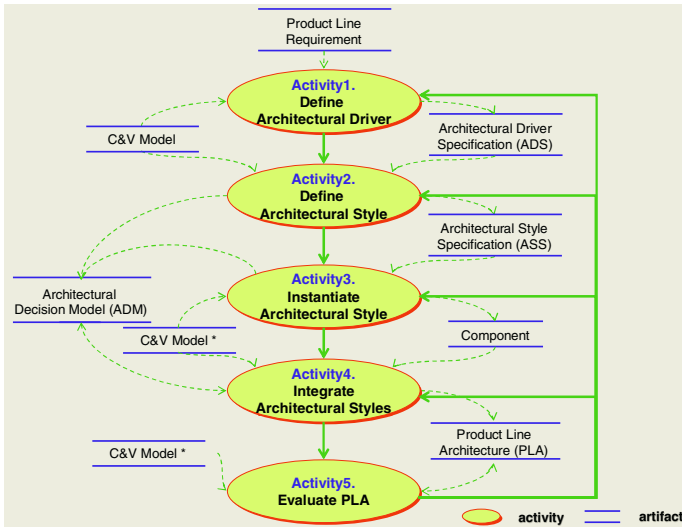 Product Line
Requirement
Activity1.
Define
Architectural Driver
C&V Model
Architectural Driver
Specification (ADS)
Activity2.
Define
Architectural Style
Architectural Style
Specification (ASS)
Activity3.
Instantiate
Architectural Style
Architectural
Decision Model (ADM)
C&V Model *
Component
Activity4.
Integrate
Architectural Styles
Product Line
Architecture (PLA)
C&V Model *
Activity5.
Evaluate PLA
activity
artifact